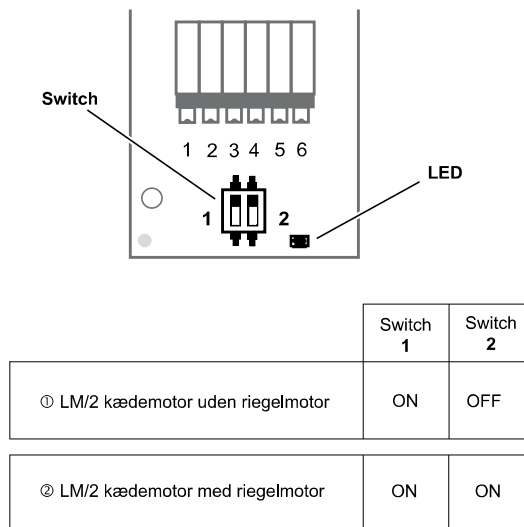 Switch
1 2 3 4 5 6
LED
1 2
Switch 1
Switch 2
① LM/2 kædemotor uden riegelmotor ON OFF
② LM/2 kædemotor med riegelmotor ON ON